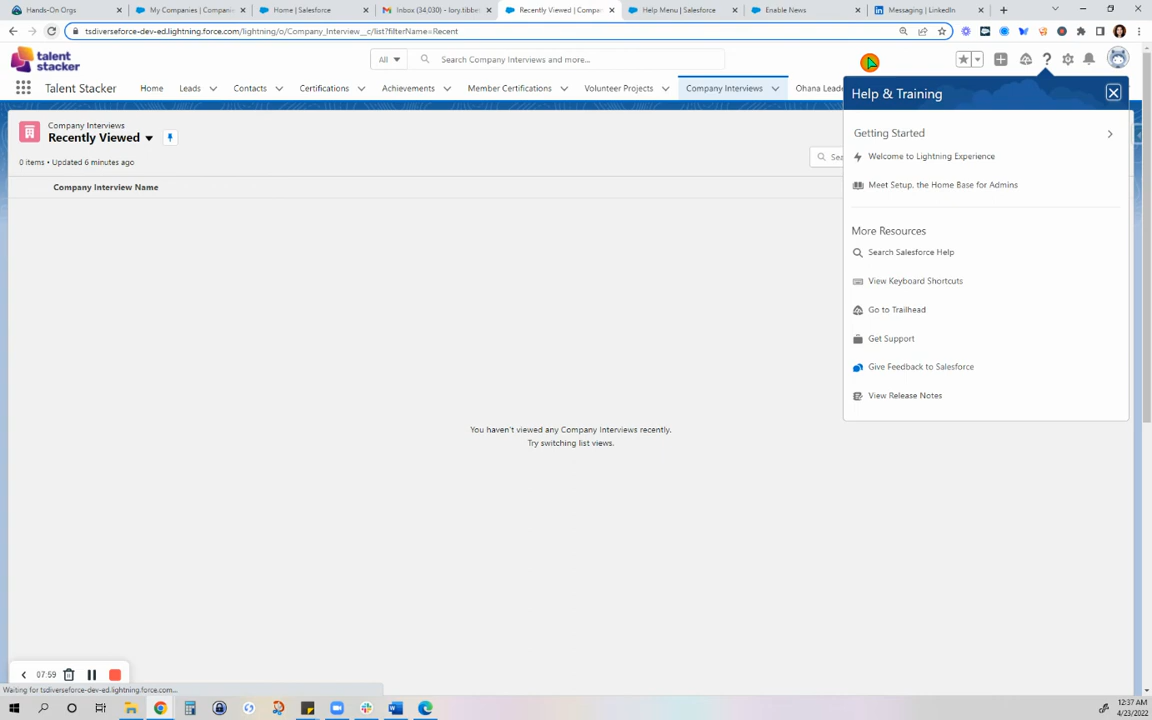 Hands-On Orgs
My Companies | Companie
Home | Salesforce
Inbox (34,030) - lory.tibbe
Recently Viewed | Compan
Help Menu | Salesforce
Enable News
Messaging | LinkedIn
tsdiverseforce-dev-ed.lightning.force.com/lightning/o/Company_Interview__c/list?filterName=Recent
talent
stacker
All
Search Company Interviews and more...
Talent Stacker
Home
Leads
Contacts
Certifications
Achievements
Member Certifications
Volunteer Projects
Company Interviews
Ohana Leade
Help & Training
Company Interviews
Recently Viewed
0 items • Updated 6 minutes ago
Sea
Company Interview Name
Getting Started
Welcome to Lightning Experience
Meet Setup, the Home Base for Admins
More Resources
Search Salesforce Help
View Keyboard Shortcuts
Go to Trailhead
Get Support
Give Feedback to Salesforce
View Release Notes
You haven't viewed any Company Interviews recently.
Try switching list views.
07:59
Waiting for tsdiverseforce-dev-ed.lightning.force.com...
12:37 AM
4/23/2022